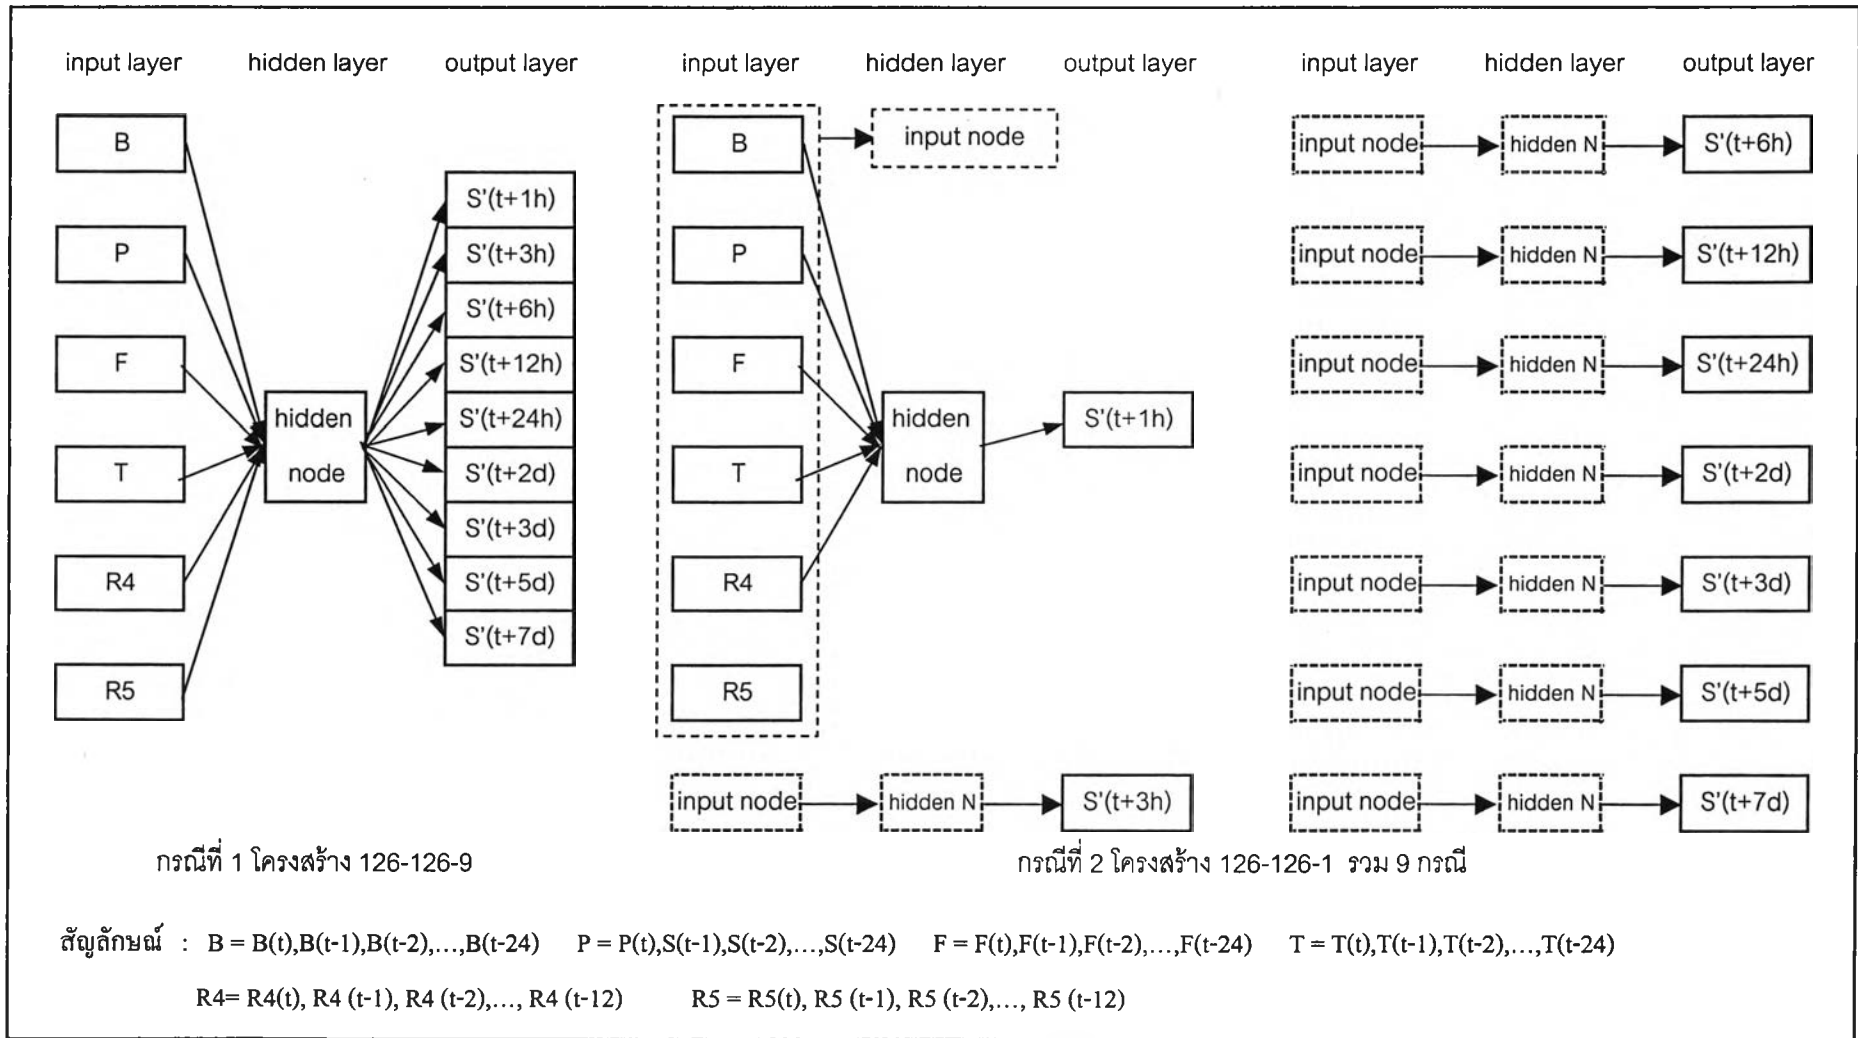 input layer hidden layer output layer
B
P
F
T
R4
R5
hidden
node
S'(t+1h)
S'(t+3h)
S'(t+6h)
S'(t+12h)
S'(t+24h)
S'(t+2d)
S'(t+3d)
S'(t+5d)
S'(t+7d)
กรณีที่ 1 โครงสร้าง 126-126-9
input layer hidden layer output layer
B
P
F
T
R4
R5
input node
hidden
node
S'(t+1h)
input node hidden N S'(t+3h)
input layer hidden layer output layer
input node hidden N S'(t+6h)
input node hidden N S'(t+12h)
input node hidden N S'(t+24h)
input node hidden N S'(t+2d)
input node hidden N S'(t+3d)
input node hidden N S'(t+5d)
input node hidden N S'(t+7d)
กรณีที่ 2 โครงสร้าง 126-126-1 รวม 9 กรณี
สัญลักษณ์ : B = B(t),B(t-1),B(t-2),...,B(t-24) P = P(t),S(t-1),S(t-2),...,S(t-24) F = F(t),F(t-1),F(t-2),...,F(t-24) T = T(t),T(t-1),T(t-2),...,T(t-24)
R4= R4(t), R4 (t-1), R4 (t-2),..., R4 (t-12) R5 = R5(t), R5 (t-1), R5 (t-2),..., R5 (t-12)